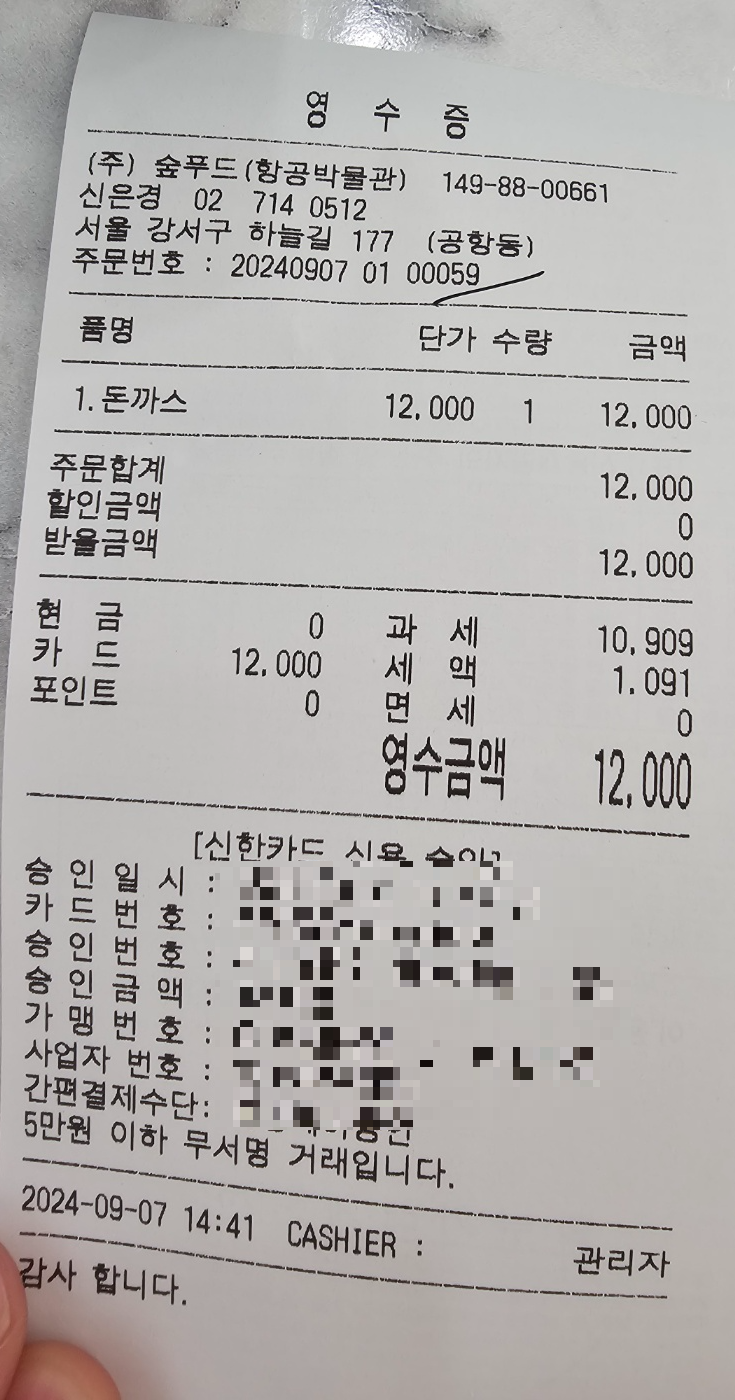 영 수 증
(주) 숲푸드(항공박물관) 149-88-00661
신은경 02 714 0512
서울 강서구 하늘길 177 (공항동)
주문번호 : 20240907 01 00059
품명 단가 수량 금액
1.돈까스 12,000 1 12,000
주문합계 12,000
할인금액 0
받을금액 12,000
현 금 0 과 세 10,909
카 드 12,000 세 액 1.091
포인트 0 면 세 0
영수금액 12,000
[신한카드 신용 승인]
승 인 일 시 :
카 드 번 호 :
승 인 번 호 :
승 인 금 액 :
가 맹 번 호 :
사업자 번호 :
간편결제수단:
5만원 이하 무서명 거래입니다.
2024-09-07 14:41 CASHIER : 관리자
감사 합니다.